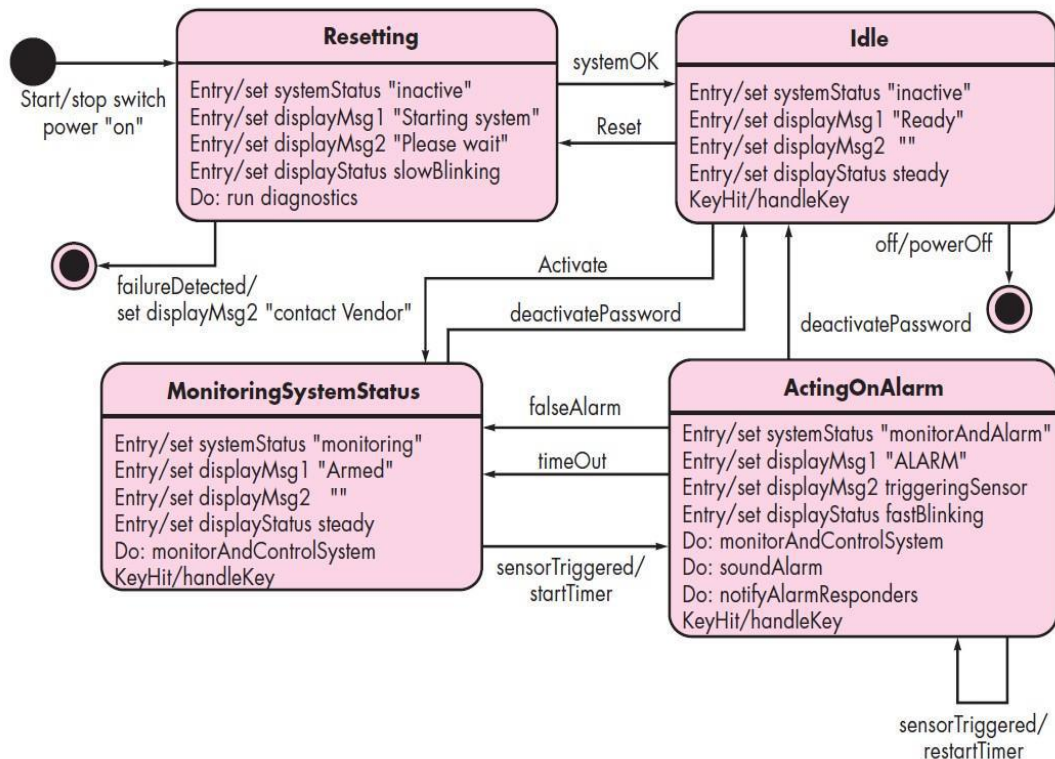 Resetting
Entry/set systemStatus "inactive"
Entry/set displayMsg1 "Starting system"
Entry/set displayMsg2 "Please wait"
Entry/set displayStatus slowBlinking
Do: run diagnostics
Start/stop switch
power "on"
systemOK
Reset
Idle
Entry/set systemStatus "inactive"
Entry/set displayMsg1 "Ready"
Entry/set displayMsg2 ""
Entry/set displayStatus steady
KeyHit/handleKey
failureDetected/
set displayMsg2 "contact Vendor"
Activate
deactivatePassword
off/powerOff
deactivatePassword
MonitoringSystemStatus
Entry/set systemStatus "monitoring"
Entry/set displayMsg1 "Armed"
Entry/set displayMsg2 ""
Entry/set displayStatus steady
Do: monitorAndControlSystem
KeyHit/handleKey
falseAlarm
timeOut
sensorTriggered/
startTimer
ActingOnAlarm
Entry/set systemStatus "monitorAndAlarm"
Entry/set displayMsg1 "ALARM"
Entry/set displayMsg2 triggeringSensor
Entry/set displayStatus fastBlinking
Do: monitorAndControlSystem
Do: soundAlarm
Do: notifyAlarmResponders
KeyHit/handleKey
sensorTriggered/
restartTimer